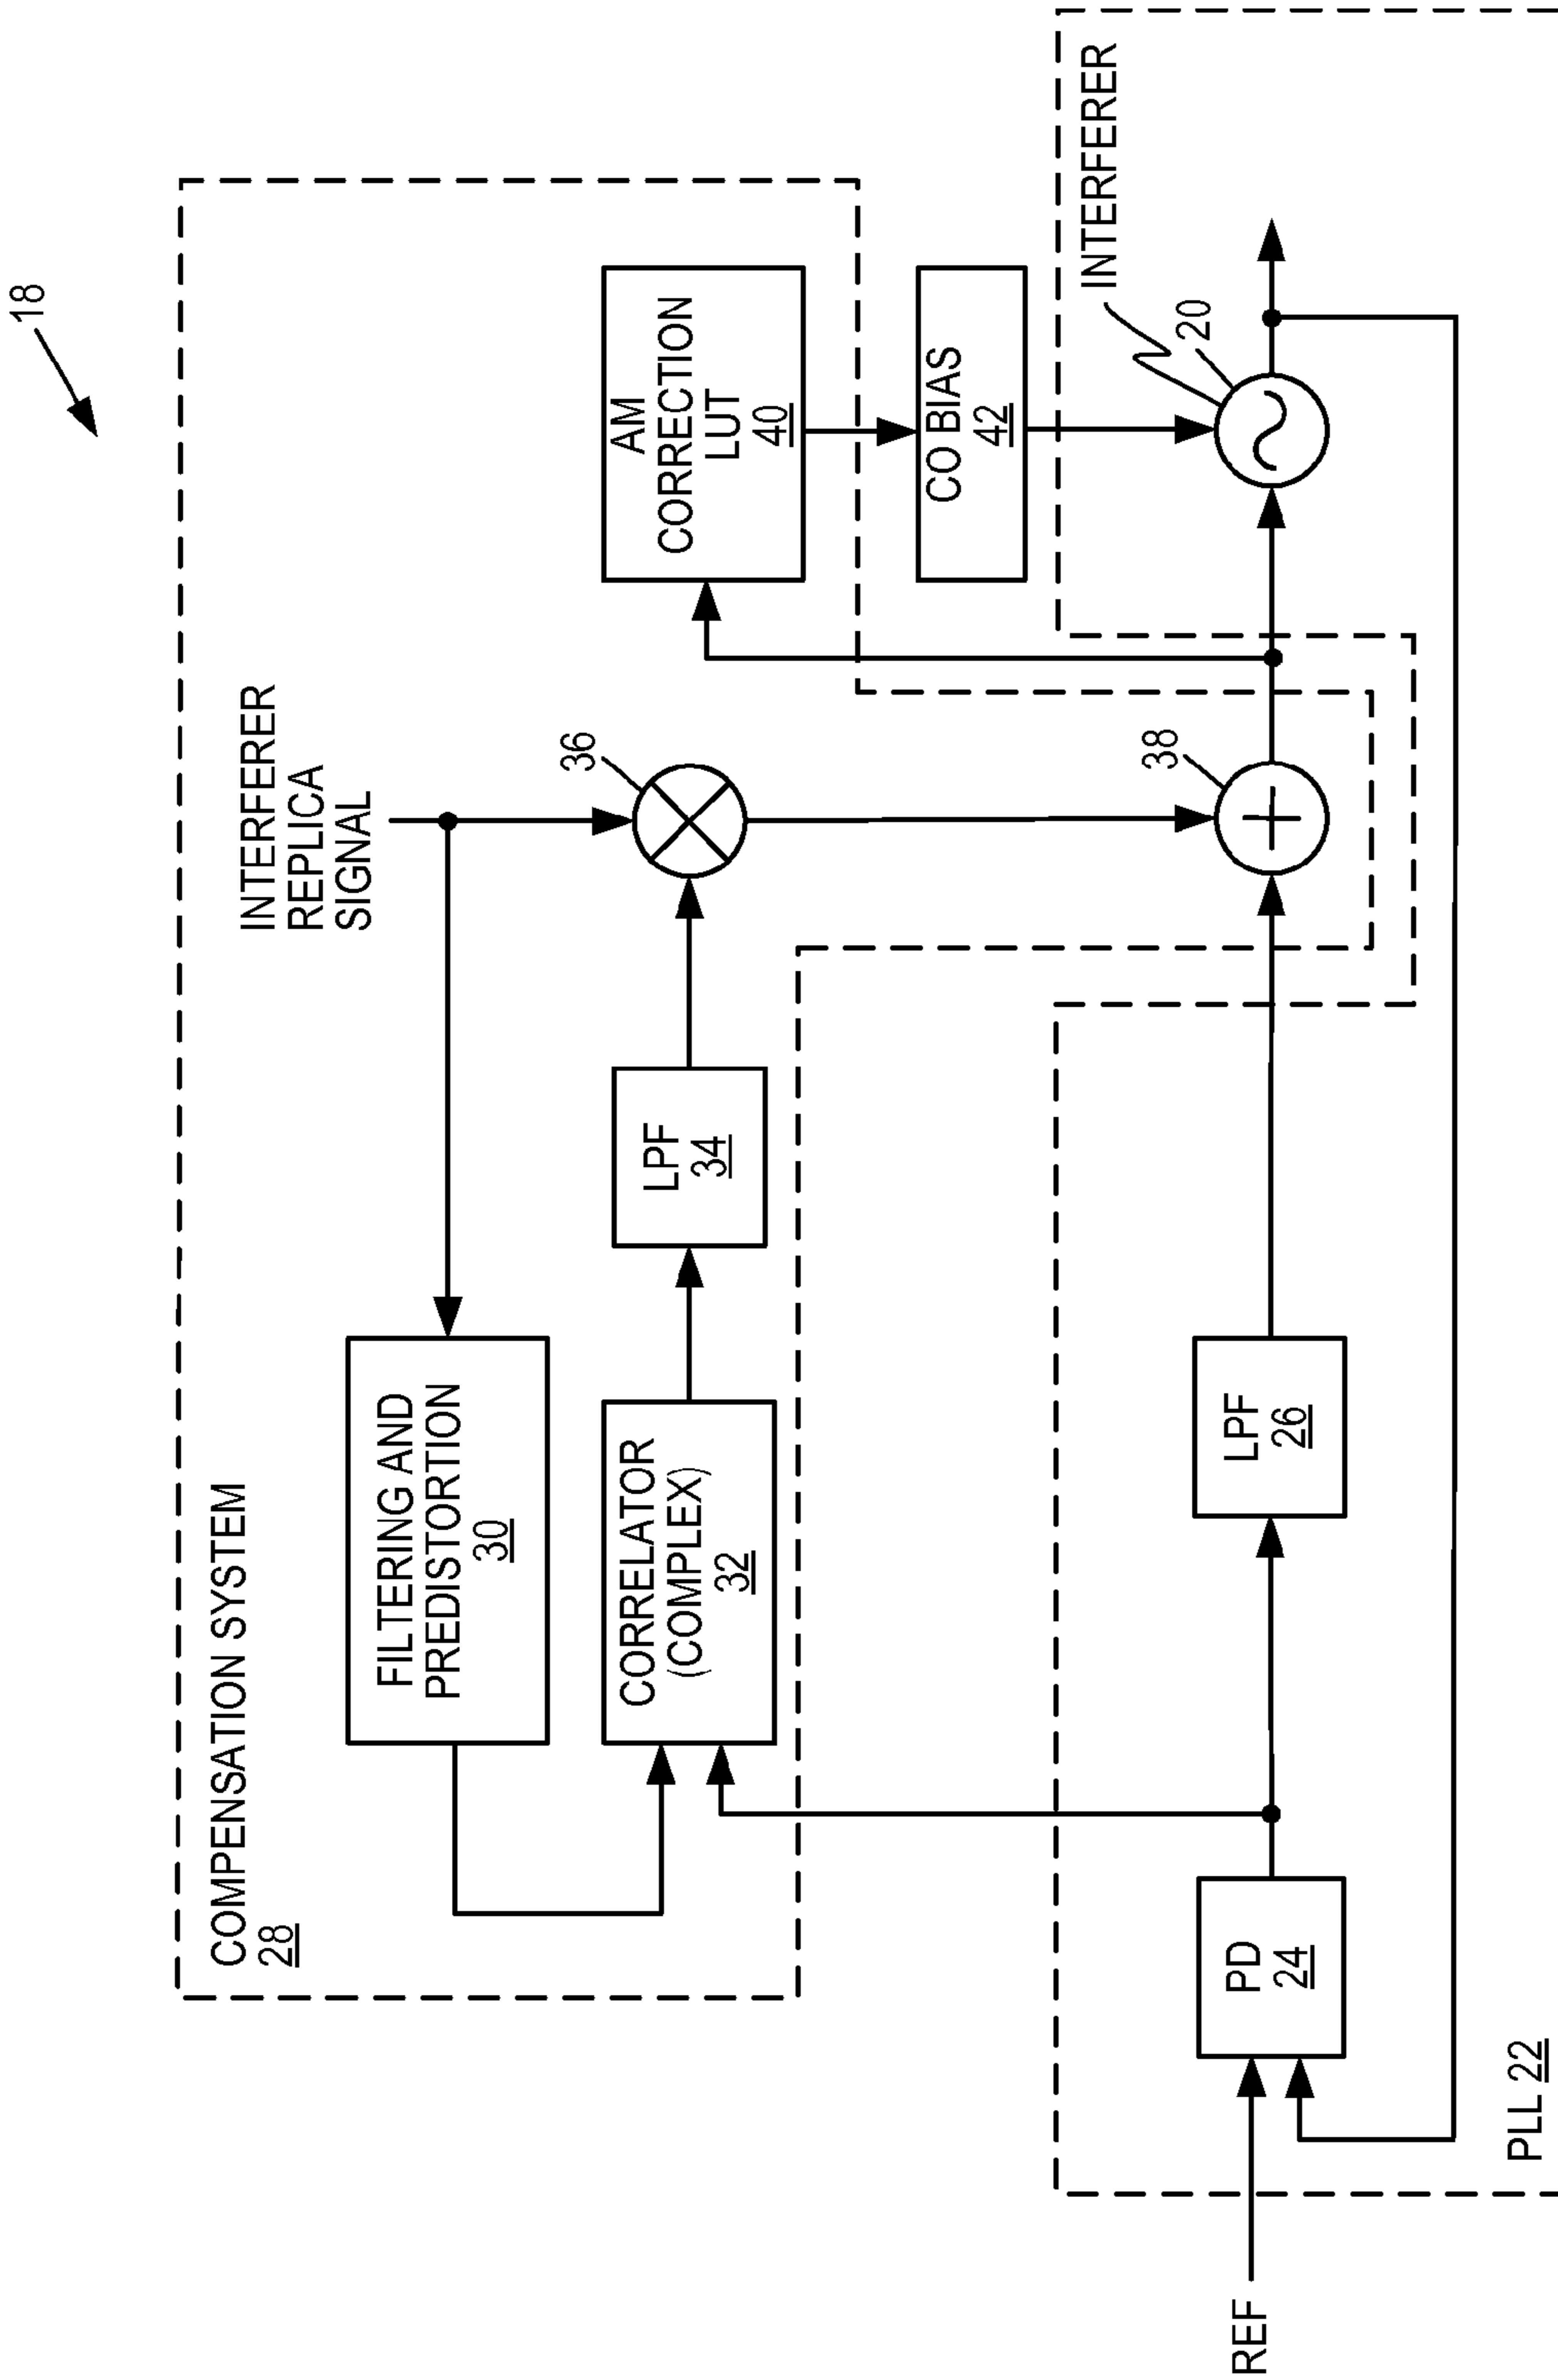 18
COMPENSATION SYSTEM
28
INTERFERER
REPLICA
SIGNAL
FILTERING AND
PREDISTORTION
30
CORRELATOR
(COMPLEX)
32
LPF
34
36
AM
CORRECTION
LUT
40
CO BIAS
42
INTERFERER
20
38
REF
PD
24
LPF
26
PLL 22